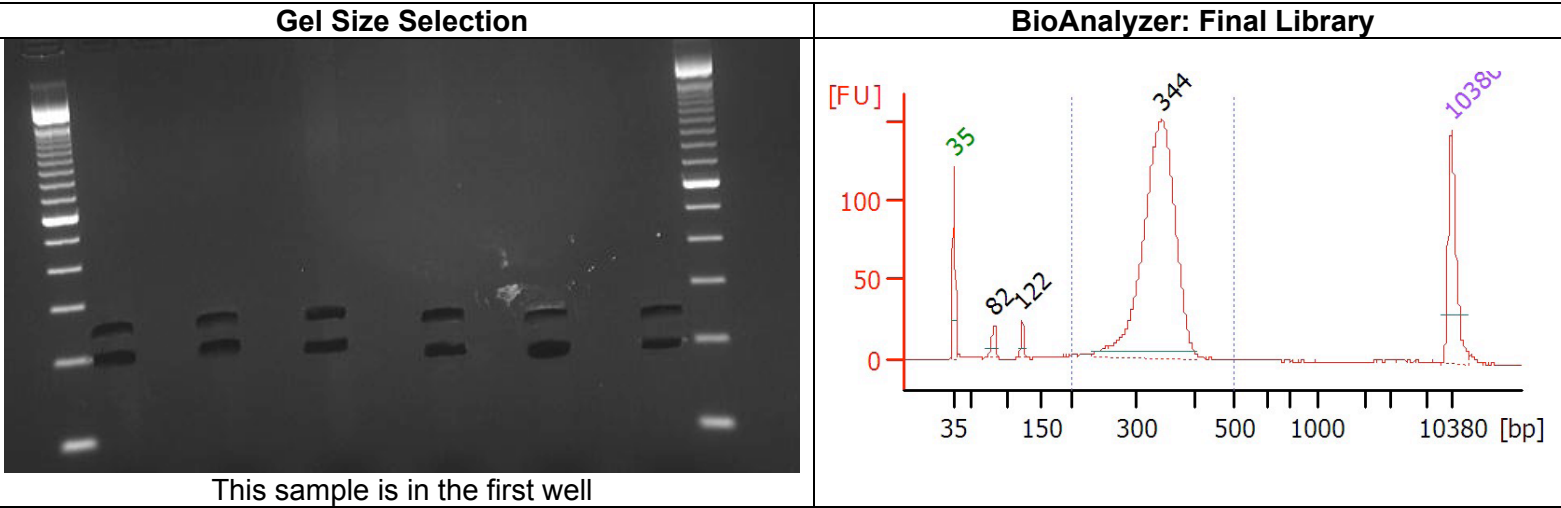 Gel Size Selection
BioAnalyzer: Final Library
This sample is in the first well
[FU]
100
50
0
35
82
122
344
10380
35 150 300 500 1000 10380 [bp]